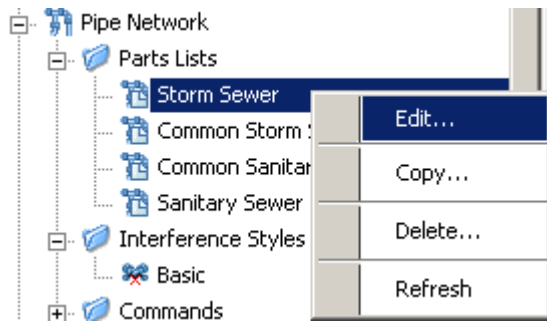 Pipe Network
Parts Lists
Storm Sewer
Edit...
Common Storm
Copy...
Common Sanitar
Sanitary Sewer
Delete...
Interference Styles
Basic
Refresh
Commands